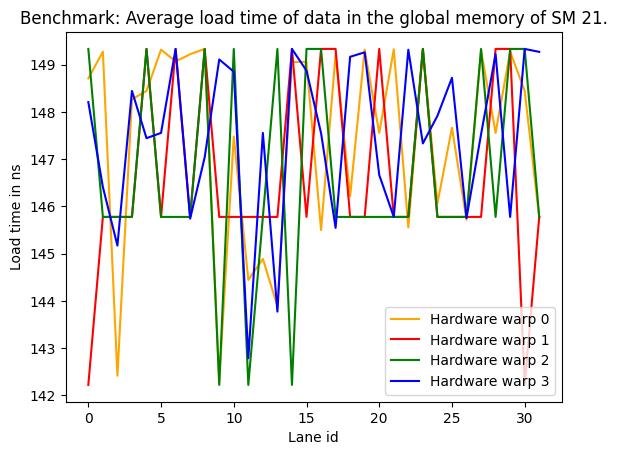 Benchmark: Average load time of data in the global memory of SM 21.
Load time in ns
149
148
147
146
145
144
143
142
Hardware warp 0
Hardware warp 1
Hardware warp 2
Hardware warp 3
0 5 10 15 20 25 30
Lane id